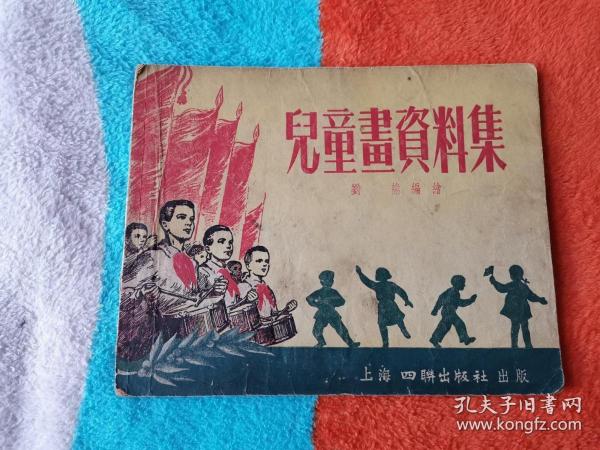 兒童畫資料集
劉 編繪
上海 四聯出版社 出版
孔夫子旧书网
www.kongfz.com